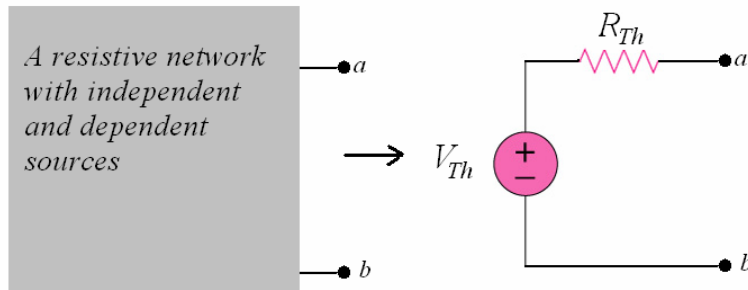 A resistive network
with independent
and dependent
sources
a
b
R_Th
V_Th
+
−
a
b